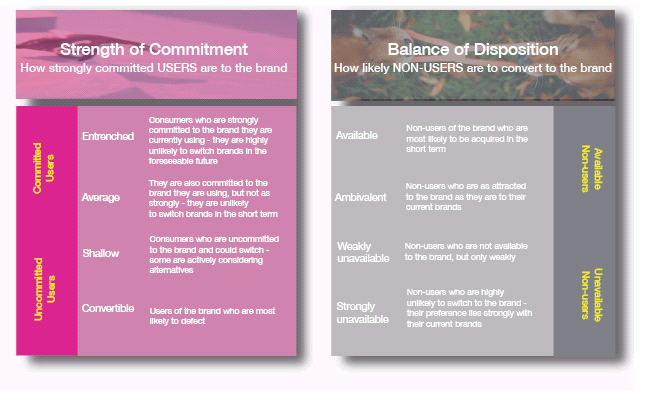 Strength of Commitment
How strongly committed USERS are to the brand
Committed
Users
Uncommitted
Users
Entrenched
Consumers who are strongly
committed to the brand they are
currently using - they are highly
unlikely to switch brands in the
foreseeable future
Average
They are also committed to the
brand they are using, but not as
strongly - they are unlikely
to switch brands in the short term
Shallow
Consumers who are uncommitted
to the brand and could switch -
some are actively considering
alternatives
Convertible
Users of the brand who are most
likely to defect
Balance of Disposition
How likely NON-USERS are to convert to the brand
Available
Non-users of the brand who are
most likely to be acquired in the
short term
Ambivalent
Non-users who are as attracted
to the brand as they are to their
current brands
Weakly
unavailable
Non-users who are not available
to the brand, but only weakly
Strongly
unavailable
Non-users who are highly
unlikely to switch to the brand -
their preference lies strongly with
their current brands
Available
Non-users
Unavailable
Non-users